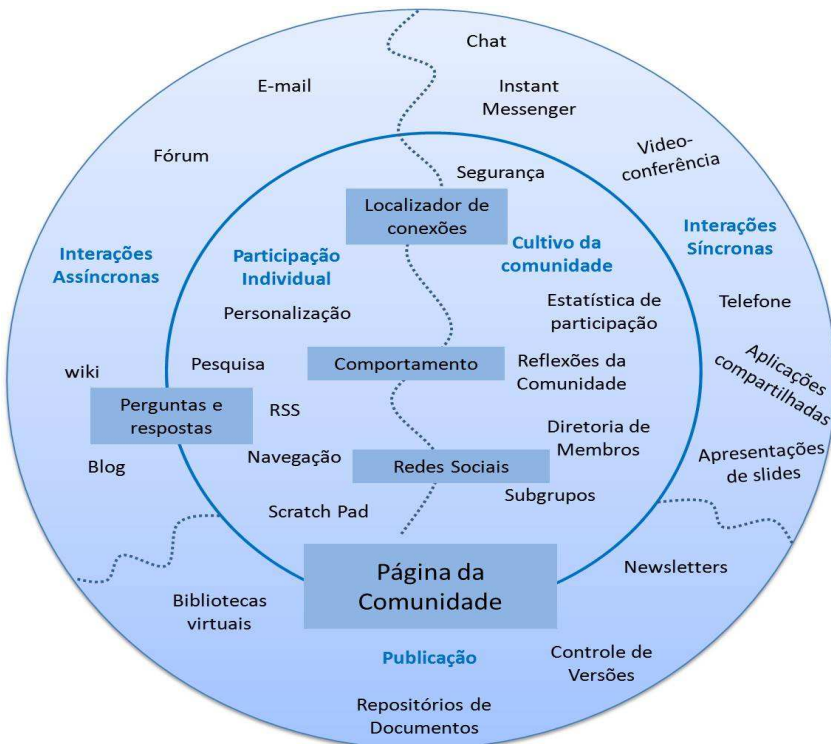 Chat
E-mail
Instant
Messenger
Fórum
Video-
conferência
Segurança
Localizador de
conexões
Interações
Assíncronas
Participação
Individual
Cultivo da
comunidade
Interações
Síncronas
Personalização
Estatística de
participação
Telefone
wiki
Pesquisa
Comportamento
Reflexões da
Comunidade
Aplicações
compartilhadas
Perguntas e
respostas
RSS
Diretoria de
Membros
Blog
Navegação
Redes Sociais
Apresentações
de slides
Subgrupos
Scratch Pad
Página da
Comunidade
Newsletters
Bibliotecas
virtuais
Publicação
Controle de
Versões
Repositórios de
Documentos